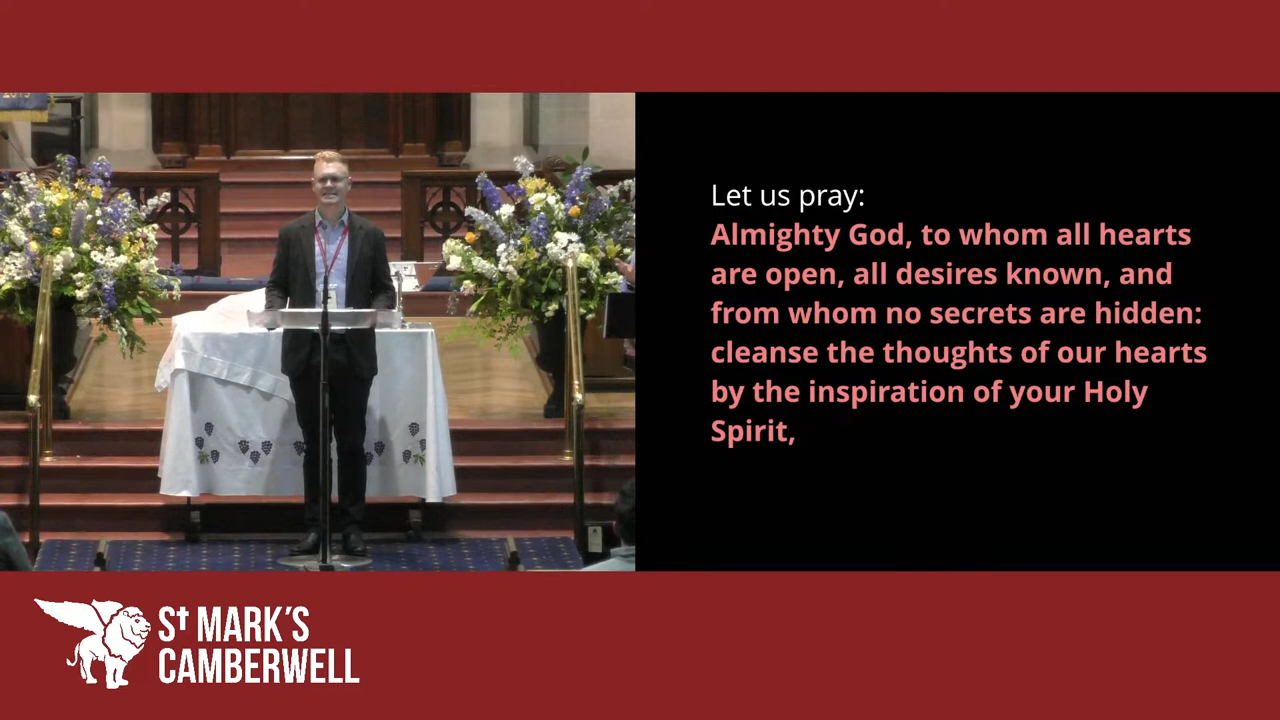 Let us pray:
Almighty God, to whom all hearts
are open, all desires known, and
from whom no secrets are hidden:
cleanse the thoughts of our hearts
by the inspiration of your Holy
Spirit,
St MARK'S
CAMBERWELL